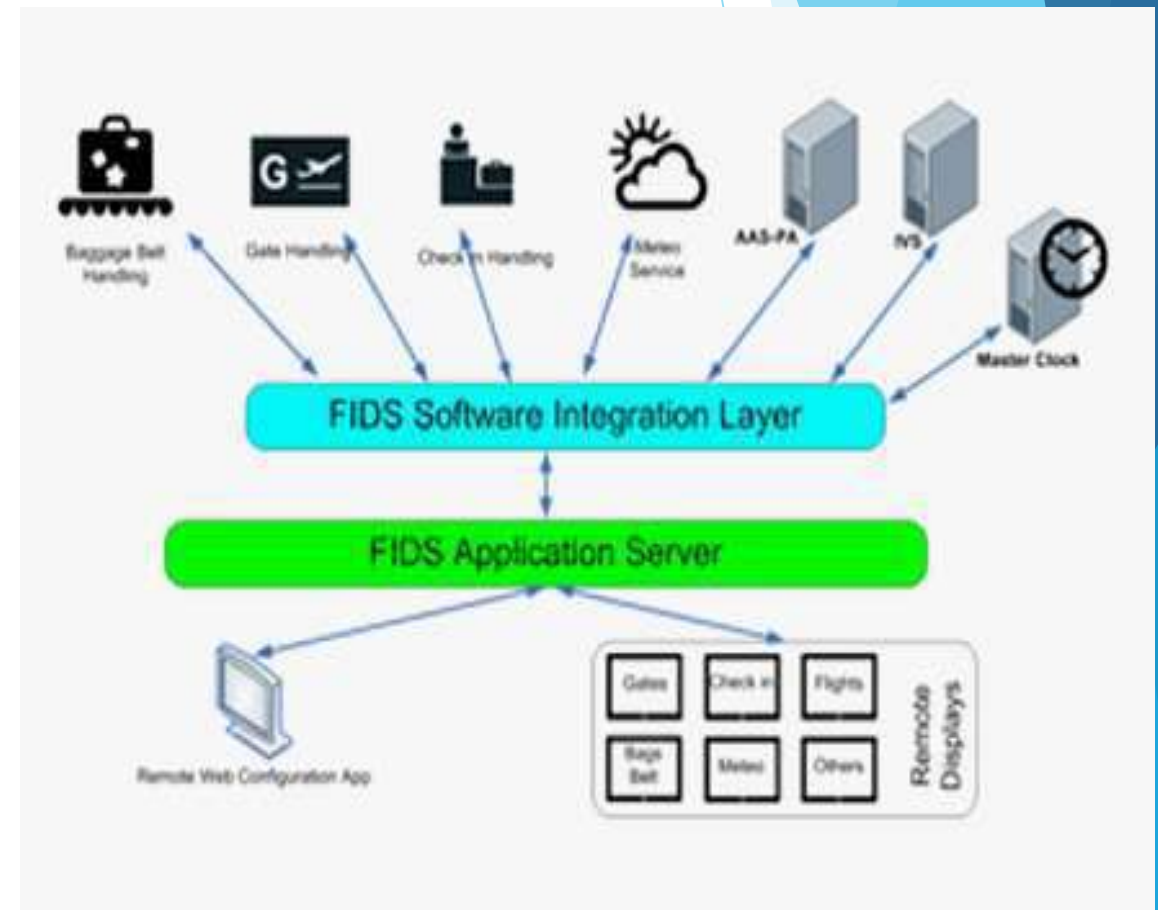 G
Baggage Belt
Handling
Gate Handling
Check in Handling
Meteo
Service
AAS-PA
IVS
Master Clock
FIDS Software Integration Layer
FIDS Application Server
Remote Web Configuration App
Gates
Check in
Flights
Bags
Belt
Meteo
Others
Remote
Displays